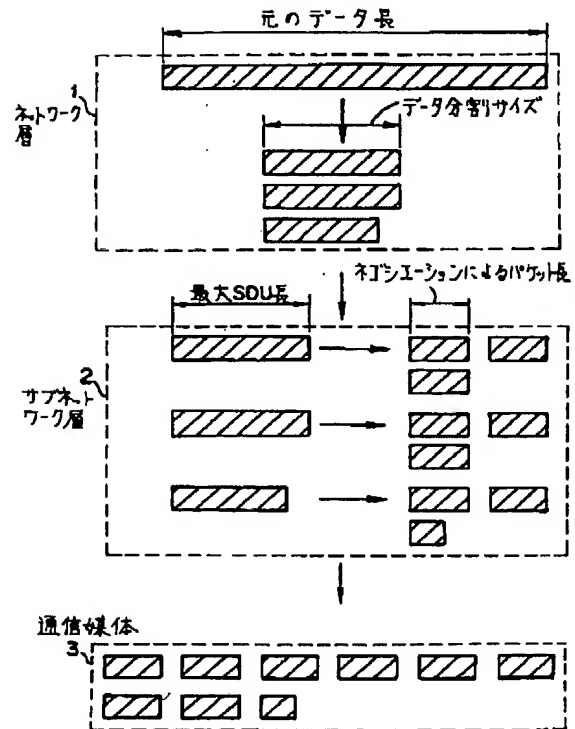 元のデータ長
1
ネットワーク
層
データ分割サイズ
ネゴシエーションによるパケット長
最大SDU長
2
サブネット
ワーク層
通信媒体
3